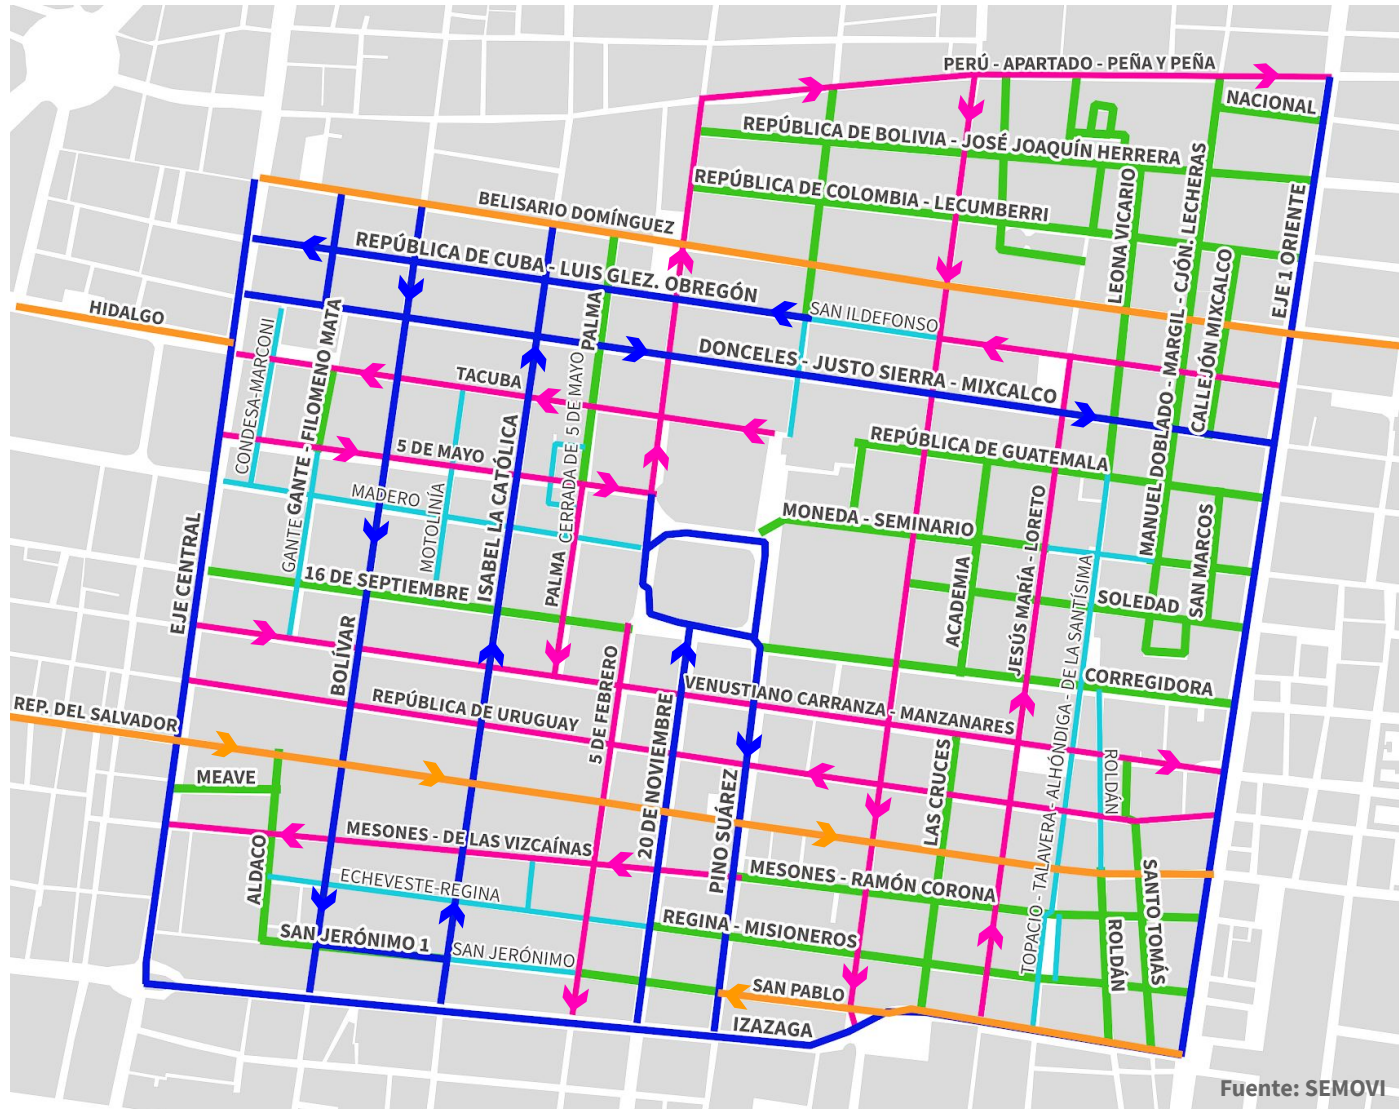 PERÚ - APARTADO - PEÑA Y PEÑA
NACIONAL
REPÚBLICA DE BOLIVIA - JOSÉ JOAQUÍN HERRERA
REPÚBLICA DE COLOMBIA - LECUMBERRI
LEONA VICARIO
MANUEL DOBLADO - MARGIL - CJÓN. LECHERAS
EJE 1 ORIENTE
BELISARIO DOMÍNGUEZ
REPÚBLICA DE CUBA - LUIS GLEZ. OBREGÓN
CALLEJÓN MIXCALCO
HIDALGO
SAN ILDEFONSO
PALMA
CONDESA-MARCONI
GANTE - FILOMENO MATA
DONCELES - JUSTO SIERRA - MIXCALCO
TACUBA
CERRADA DE 5 DE MAYO
5 DE MAYO
REPÚBLICA DE GUATEMALA
MADERO
MOTOLINÍA
ISABEL LA CATÓLICA
MONEDA - SEMINARIO
SAN MARCOS
EJE CENTRAL
GANTE
16 DE SEPTIEMBRE
PALMA
ACADEMIA
JESÚS MARÍA - LORETO
SOLEDAD
BOLÍVAR
5 DE FEBRERO
CORREGIDORA
VENUSTIANO CARRANZA - MANZANARES
REPÚBLICA DE URUGUAY
REP. DEL SALVADOR
20 DE NOVIEMBRE
PINO SUÁREZ
LAS CRUCES
TOPACIO - TALAVERA - ALHÓNDIGA - DE LA SANTÍSIMA
ROLDÁN
MEAVE
MESONES - DE LAS VIZCAÍNAS
ALDACO
ECHEVESTE-REGINA
MESONES - RAMÓN CORONA
SANTO TOMÁS
REGINA - MISIONEROS
ROLDÁN
SAN JERÓNIMO 1
SAN JERÓNIMO
SAN PABLO
IZAZAGA
Fuente: SEMOVI